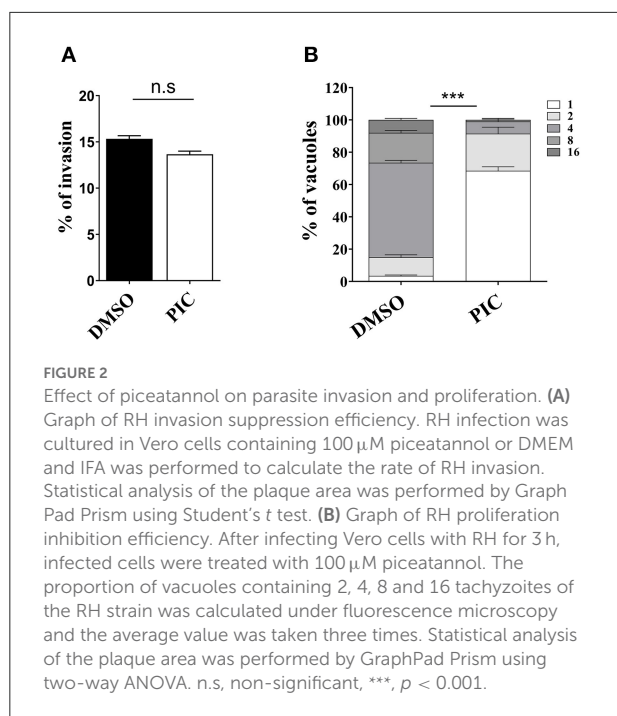 A
n.s
20
15
10
5
0
% of invasion
DMSO
PIC
B
***
120
100
80
60
40
20
0
% of vacuoles
DMSO
PIC
1
2
4
8
16
FIGURE 2
Effect of piceatannol on parasite invasion and proliferation. (A)
Graph of RH invasion suppression efficiency. RH infection was
cultured in Vero cells containing 100 μM piceatannol or DMEM
and IFA was performed to calculate the rate of RH invasion.
Statistical analysis of the plaque area was performed by Graph
Pad Prism using Student's t test. (B) Graph of RH proliferation
inhibition efficiency. After infecting Vero cells with RH for 3 h,
infected cells were treated with 100 μM piceatannol. The
proportion of vacuoles containing 2, 4, 8 and 16 tachyzoites of
the RH strain was calculated under fluorescence microscopy
and the average value was taken three times. Statistical analysis
of the plaque area was performed by GraphPad Prism using
two-way ANOVA. n.s, non-significant, ***, p < 0.001.